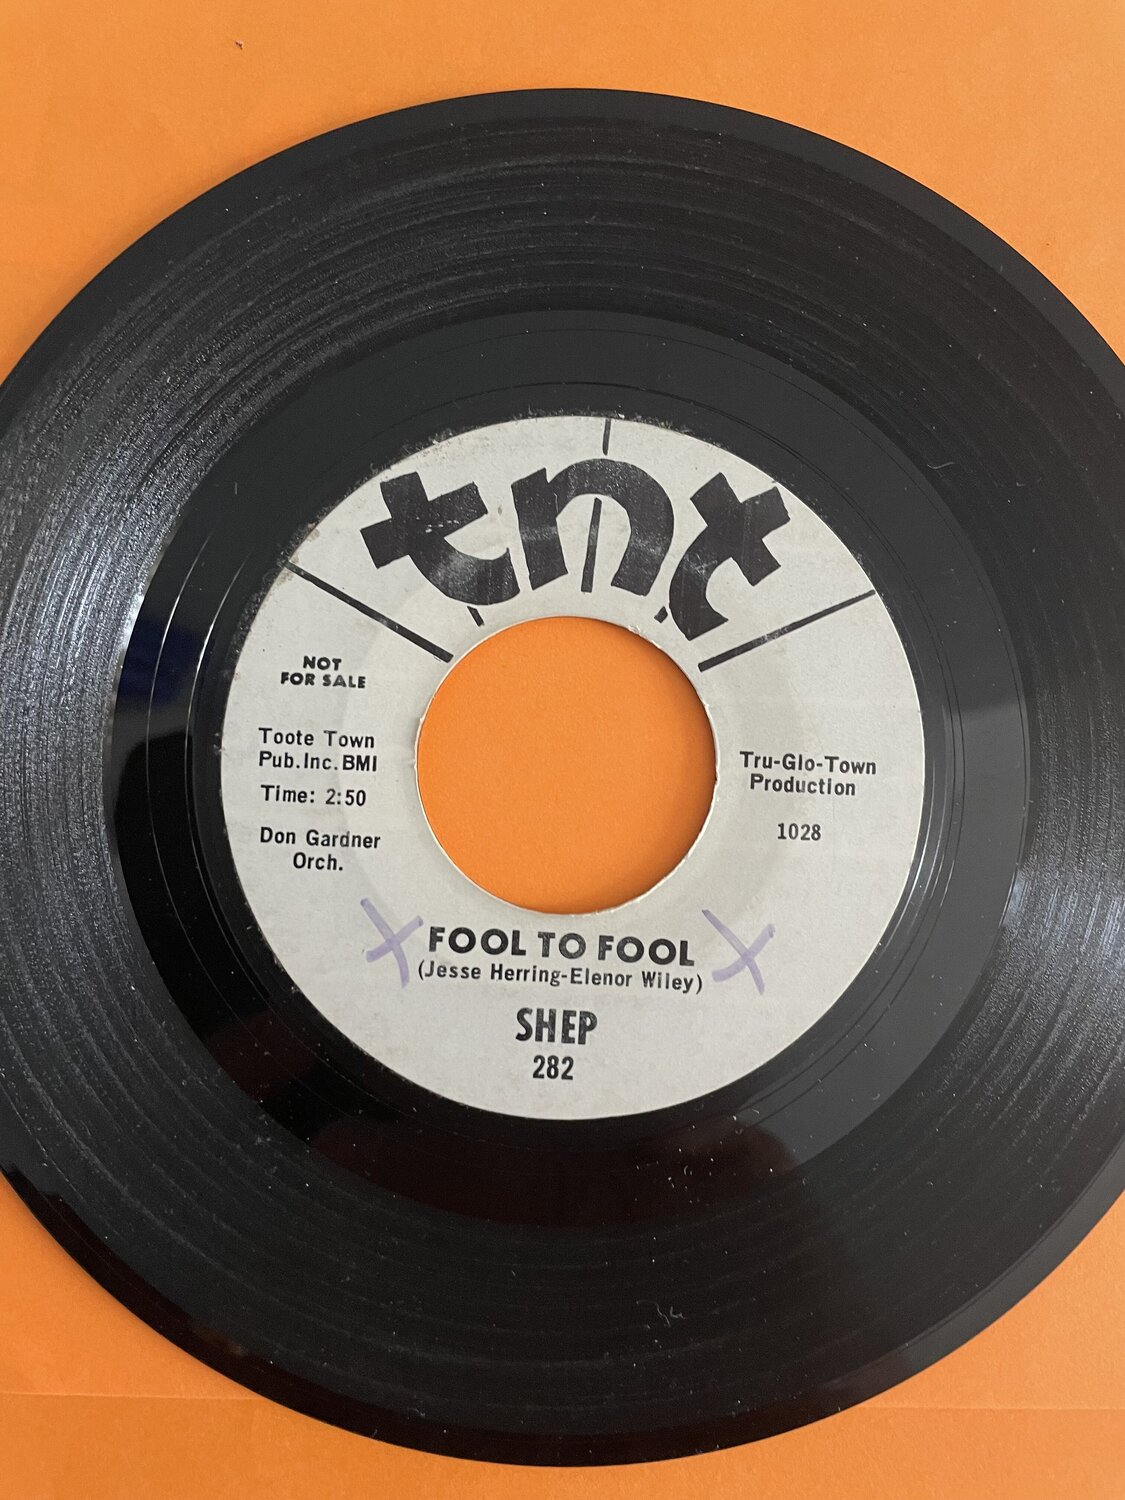 tnt
NOT
FOR SALE
Toote Town
Pub.Inc.BMI
Time: 2:50
Don Gardner
Orch.
Tru-Glo-Town
Production
1028
X FOOL TO FOOL X
(Jesse Herring-Elenor Wiley)
SHEP
282